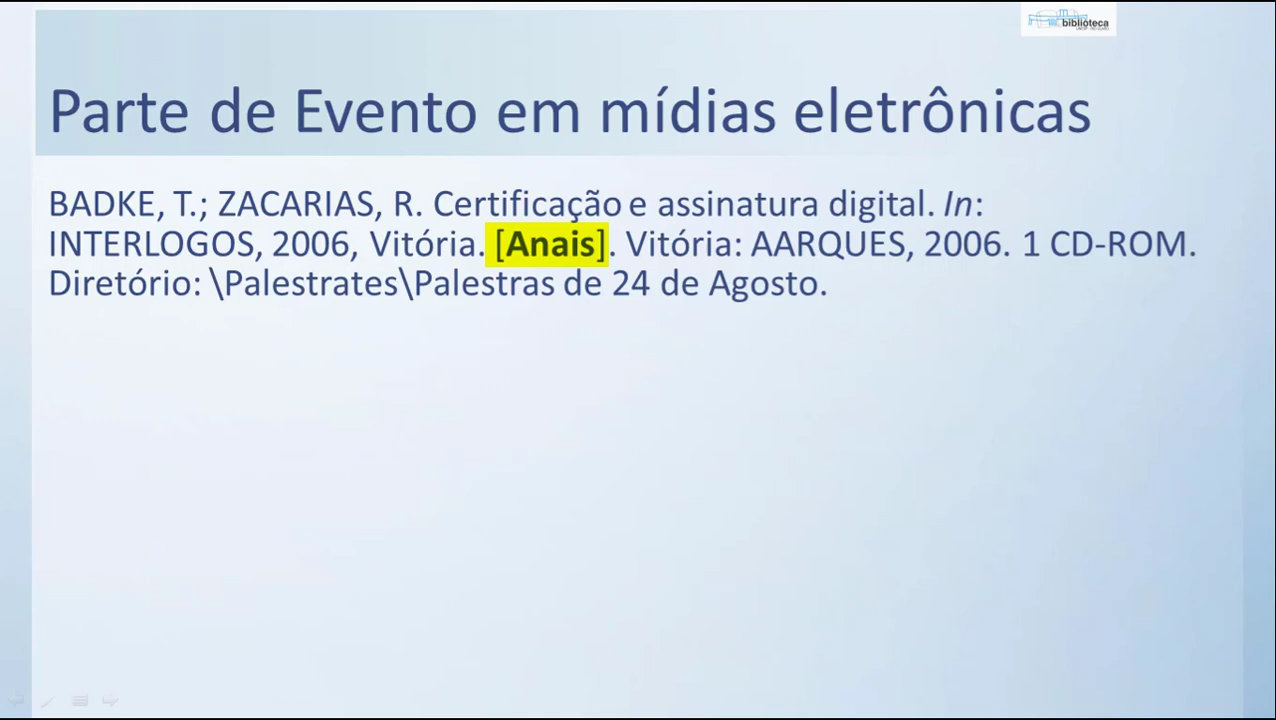 biblioteca
Parte de Evento em mídias eletrônicas
BADKE, T.; ZACARIAS, R. Certificação e assinatura digital. In:
INTERLOGOS, 2006, Vitória. [Anais]. Vitória: AARQUES, 2006. 1 CD-ROM.
Diretório: \Palestrates\Palestras de 24 de Agosto.